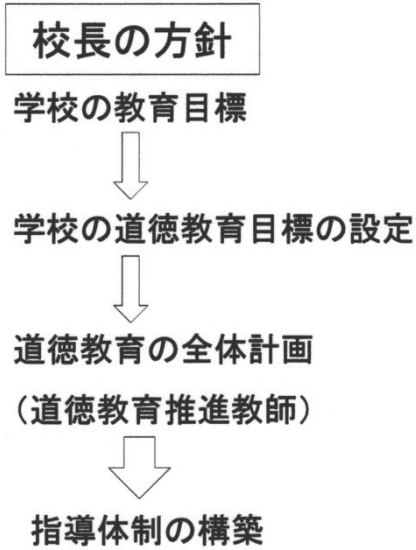 校長の方針
学校の教育目標
学校の道徳教育目標の設定
道徳教育の全体計画
（道徳教育推進教師）
指導体制の構築